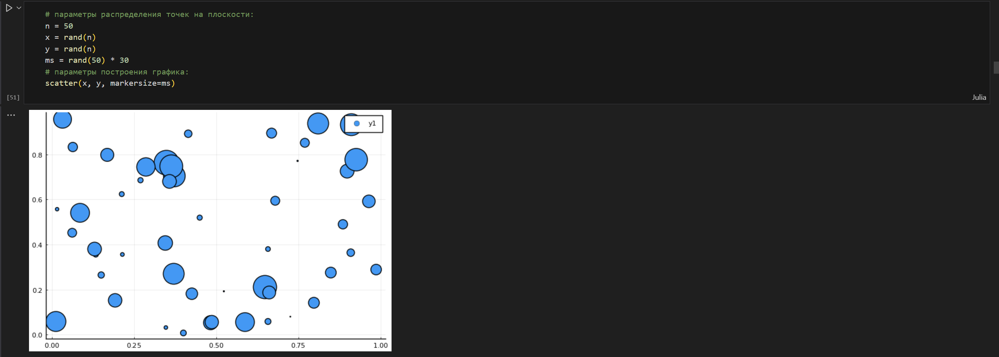 # параметры распределения точек на плоскости:
n = 50
x = rand(n)
y = rand(n)
ms = rand(50) * 30
# параметры построения графика:
scatter(x, y, markersize=ms)
[51]
Julia
y1
0.8
0.6
0.4
0.2
0.0
0.00 0.25 0.50 0.75 1.00